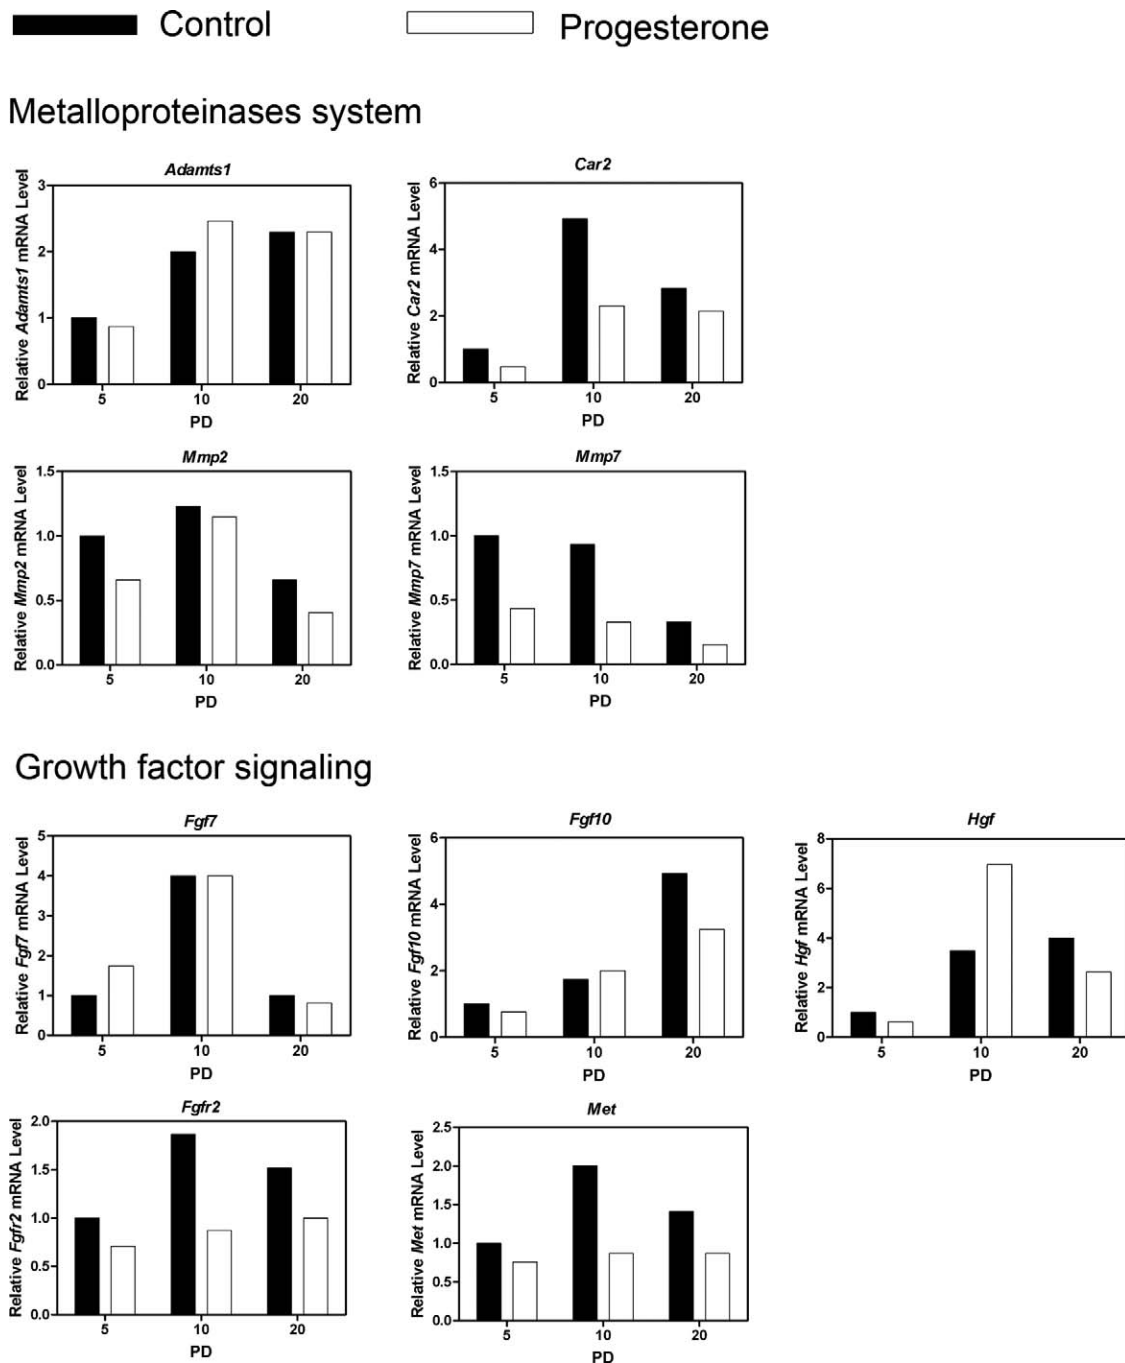 Control Progesterone
Metalloproteinases system
Adamts1
Relative Adamts1 mRNA Level
3
2
1
0
5 10 20
PD
Car2
Relative Car2 mRNA Level
6
4
2
0
5 10 20
PD
Mmp2
Relative Mmp2 mRNA Level
1.5
1.0
0.5
0.0
5 10 20
PD
Mmp7
Relative Mmp7 mRNA Level
1.5
1.0
0.5
0.0
5 10 20
PD
Growth factor signaling
Fgf7
Relative Fgf7 mRNA Level
5
4
3
2
1
0
5 10 20
PD
Fgf10
Relative Fgf10 mRNA Level
6
4
2
0
5 10 20
PD
Hgf
Relative Hgf mRNA Level
8
6
4
2
0
5 10 20
PD
Fgfr2
Relative Fgfr2 mRNA Level
2.0
1.5
1.0
0.5
0.0
5 10 20
PD
Met
Relative Met mRNA Level
2.5
2.0
1.5
1.0
0.5
0.0
5 10 20
PD